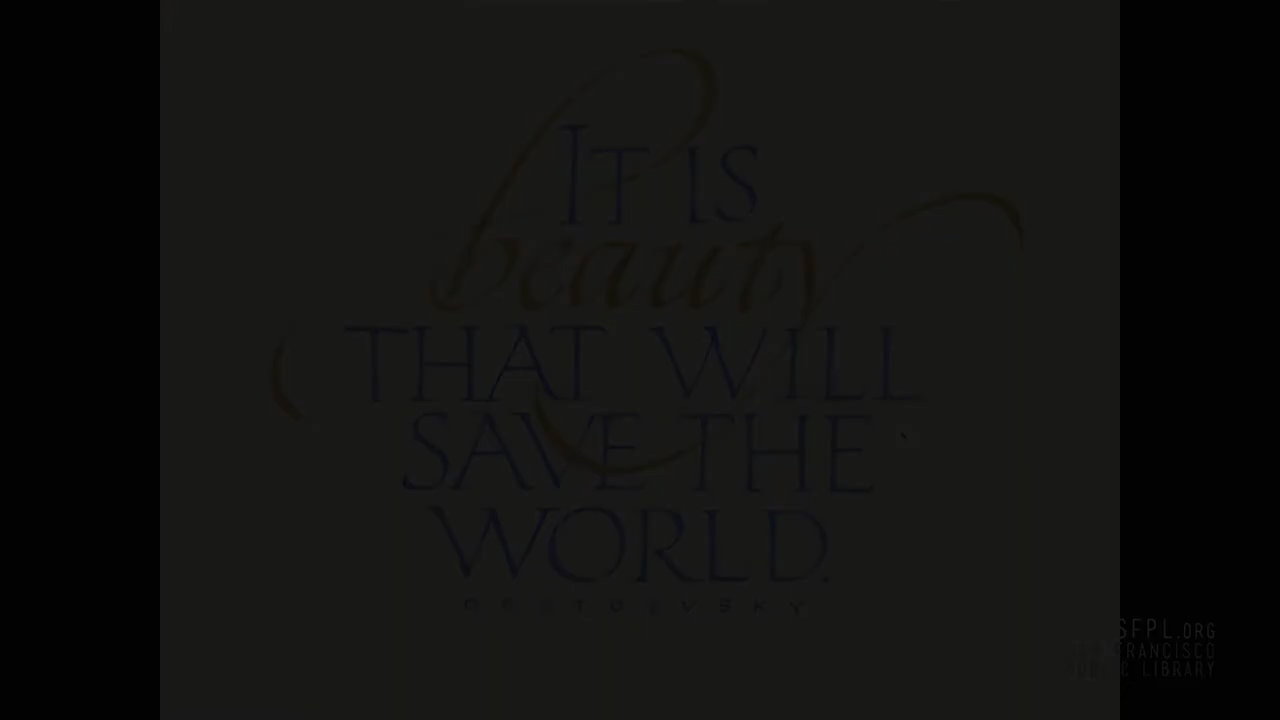 IT IS
beauty
THAT WILL
SAVE THE
WORLD.
DOSTOEVSKY
SFPL.ORG
SAN FRANCISCO
PUBLIC LIBRARY